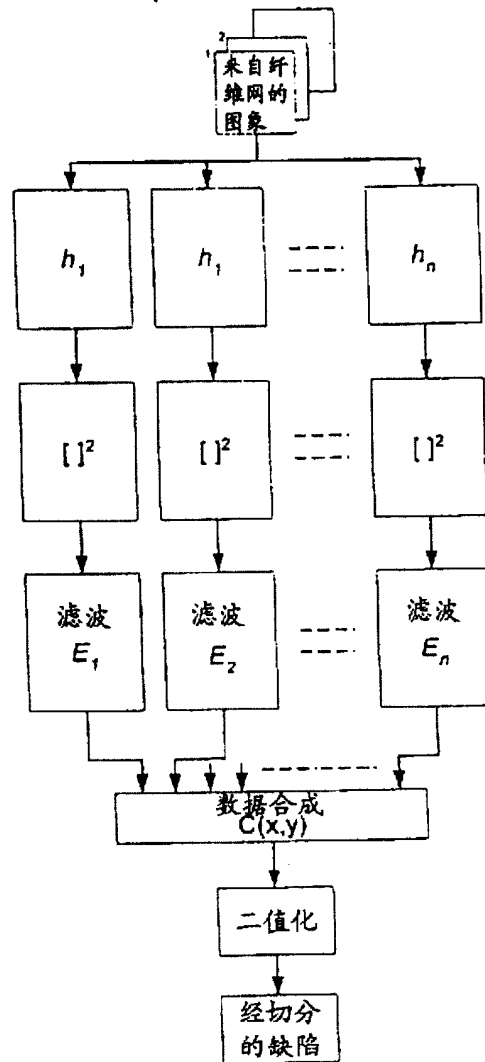 2
1
来自纤
维网的
图象
h₁ h₁ hₙ
[ ]² [ ]² [ ]²
滤波 滤波 滤波
E₁ E₂ Eₙ
数据合成
C(x,y)
二值化
经切分
的缺陷